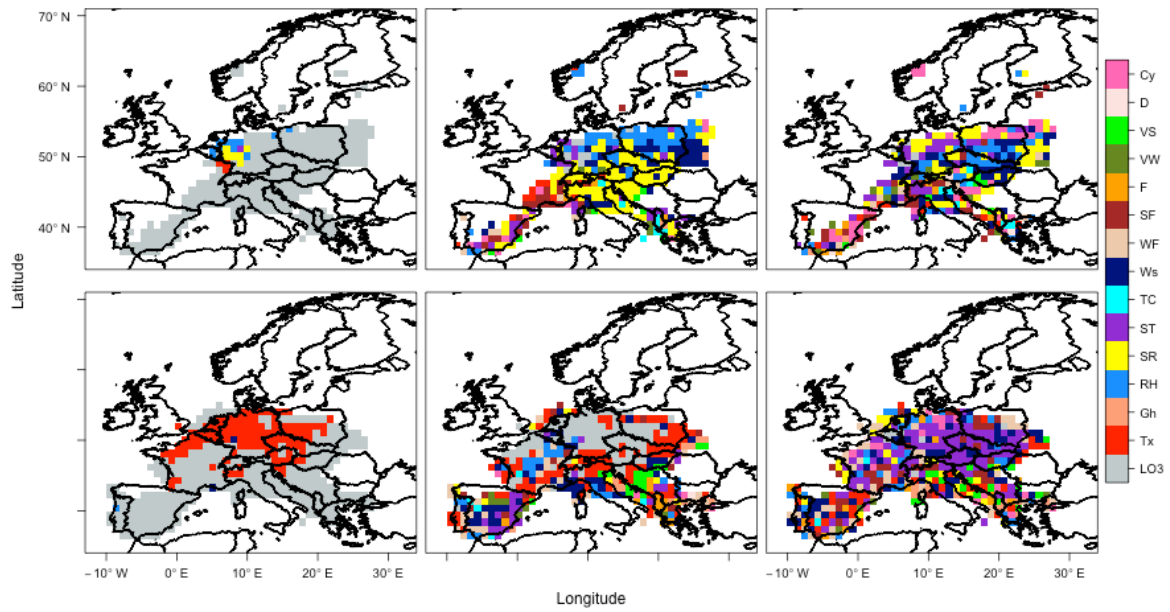 70° N
60° N
50° N
40° N
Latitude
− 10° W
0° E
10° E
20° E
30° E
− 10° W
0° E
10° E
20° E
30° E
Longitude
Cy
D
VS
VW
F
SF
WF
Ws
TC
ST
SR
RH
Gh
Tx
LO3